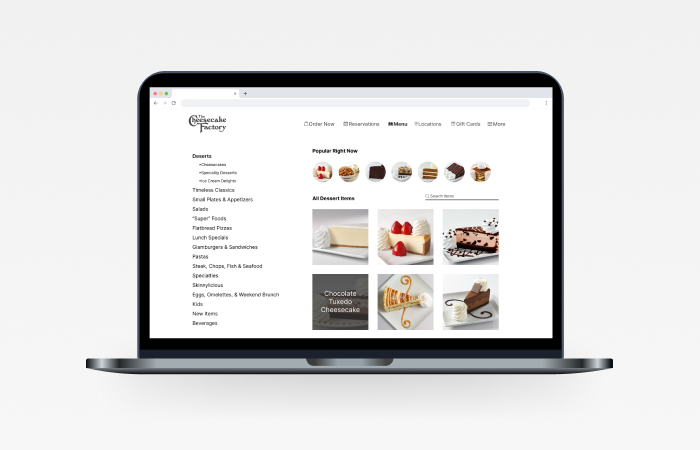 The
Cheesecake
Factory
Order Now
Reservations
Menu
Locations
Gift Cards
More
Desserts
•Cheesecakes
•Specialty Desserts
•Ice Cream Delights
Timeless Classics
Small Plates & Appetizers
Salads
"Super" Foods
Flatbread Pizzas
Lunch Specials
Glamburgers & Sandwiches
Pastas
Steak, Chops, Fish & Seafood
Specialties
Skinnylicious
Eggs, Omelettes, & Weekend Brunch
Kids
New Items
Beverages
Popular Right Now
All Dessert Items
Search items
Chocolate
Tuxedo
Cheesecake